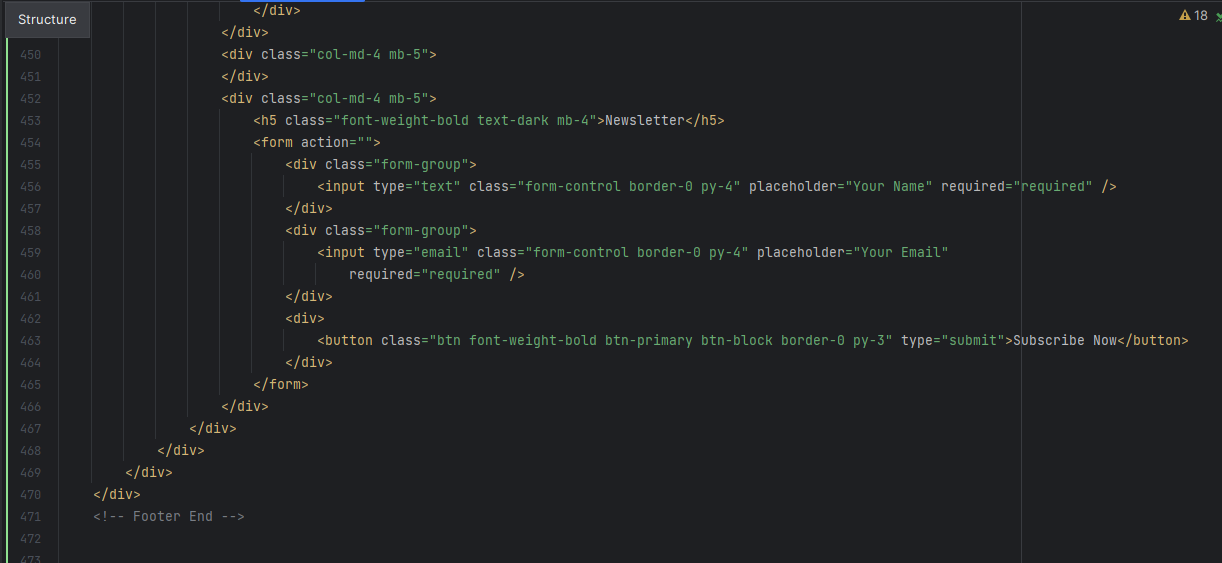 </div>
Structure
18
</div>
450 <div class="col-md-4 mb-5">
451 </div>
452 <div class="col-md-4 mb-5">
453 <h5 class="font-weight-bold text-dark mb-4">Newsletter</h5>
454 <form action="">
455 <div class="form-group">
456 <input type="text" class="form-control border-0 py-4" placeholder="Your Name" required="required" />
457 </div>
458 <div class="form-group">
459 <input type="email" class="form-control border-0 py-4" placeholder="Your Email"
460 required="required" />
461 </div>
462 <div>
463 <button class="btn font-weight-bold btn-primary btn-block border-0 py-3" type="submit">Subscribe Now</button>
464 </div>
465 </form>
466 </div>
467 </div>
468 </div>
469 </div>
470 </div>
471 <!-- Footer End -->
472
473